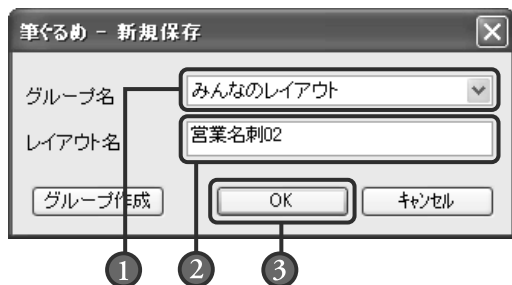 筆ぐるめ - 新規保存
グループ名
みんなのレイアウト
レイアウト名
営業名刺02
グループ作成
OK
キャンセル
1
2
3